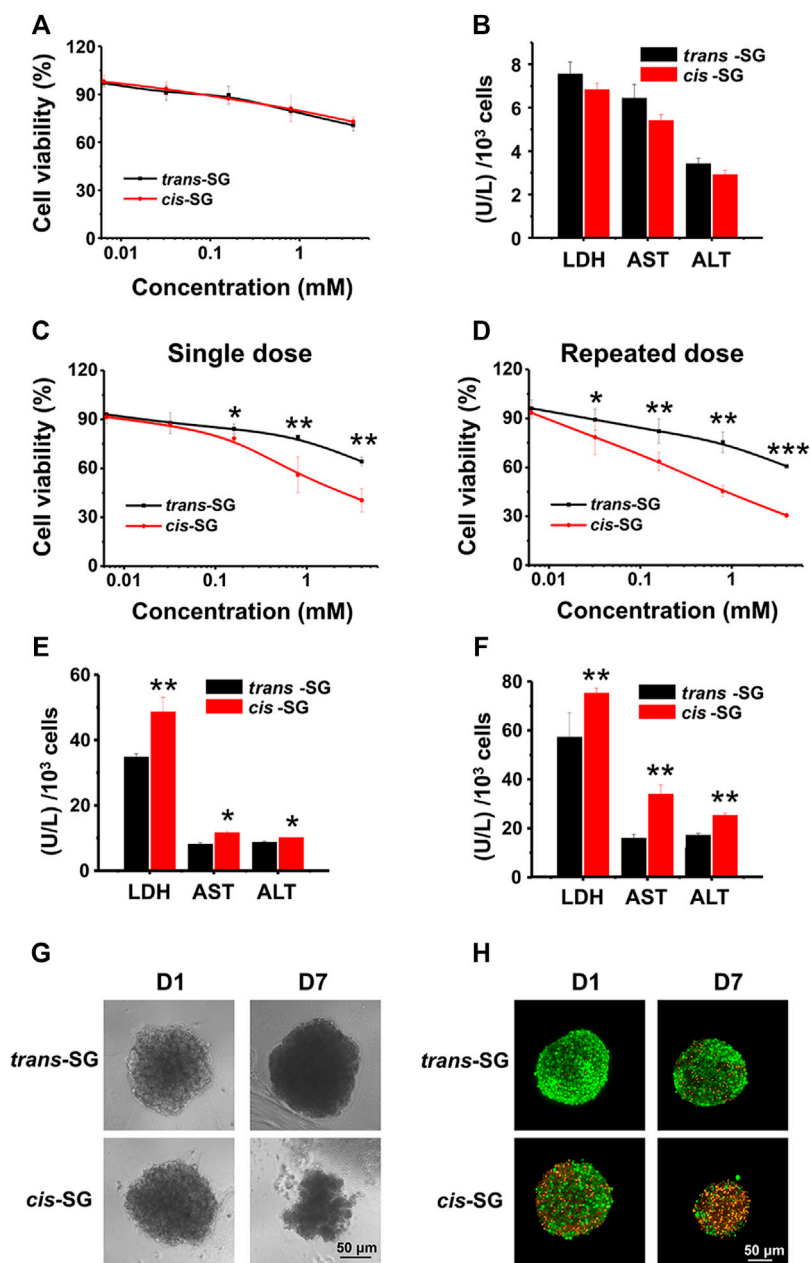 A
Cell viability (%)
120
90
60
30
0
trans-SG
cis-SG
0.01 0.1 1
Concentration (mM)
B
(U/L) /10³ cells
8
6
4
2
0
trans -SG
cis -SG
LDH AST ALT
C
Single dose
Cell viability (%)
120
90
60
30
0
* ** **
trans-SG
cis-SG
0.01 0.1 1
Concentration (mM)
D
Repeated dose
Cell viability (%)
120
90
60
30
0
* ** ** ***
trans-SG
cis-SG
0.01 0.1 1
Concentration (mM)
E
(U/L) /10³ cells
60
40
20
0
trans -SG
cis -SG
** * *
LDH AST ALT
F
(U/L) /10³ cells
80
60
40
20
0
trans -SG
cis -SG
** ** **
LDH AST ALT
G
D1 D7
trans-SG
cis-SG
50 µm
H
D1 D7
trans-SG
cis-SG
50 µm